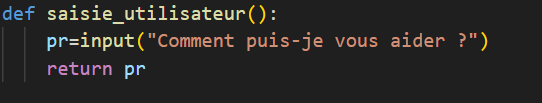 def saisie_utilisateur():
    pr=input("Comment puis-je vous aider ?")
    return pr